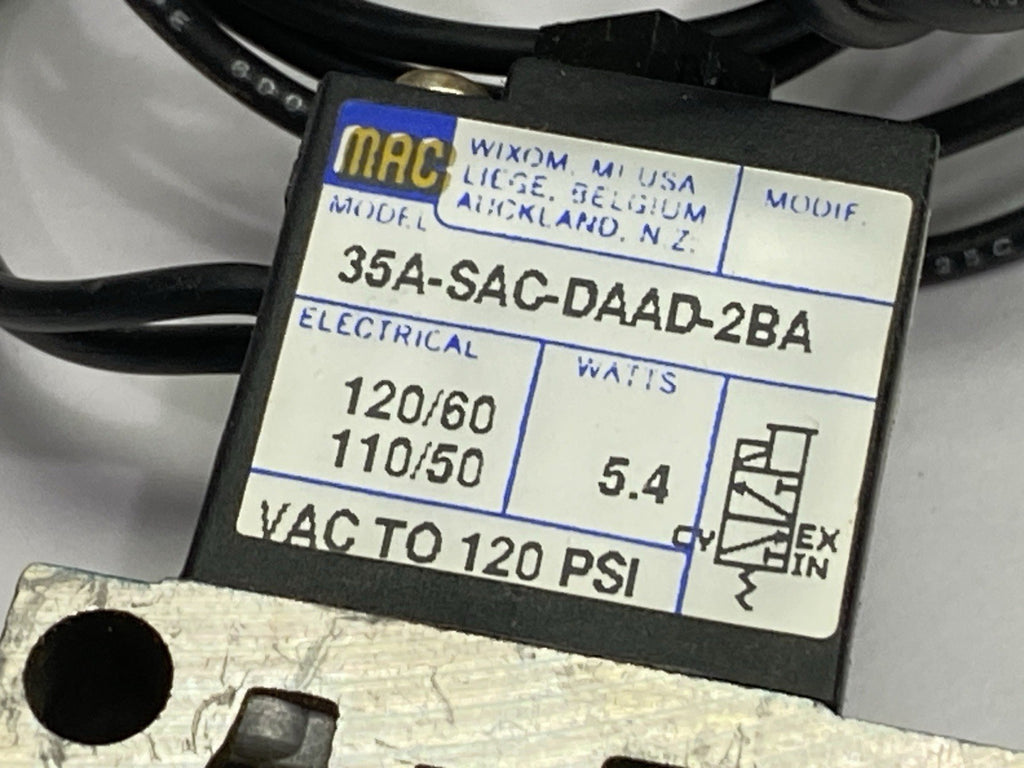 MAC
WIXOM, MI USA
LIEGE, BELGIUM
AUCKLAND, N.Z.
MODIF.
MODEL
35A-SAC-DAAD-2BA
ELECTRICAL
120/60
110/50
WATTS
5.4
CY
EX
IN
VAC TO 120 PSI